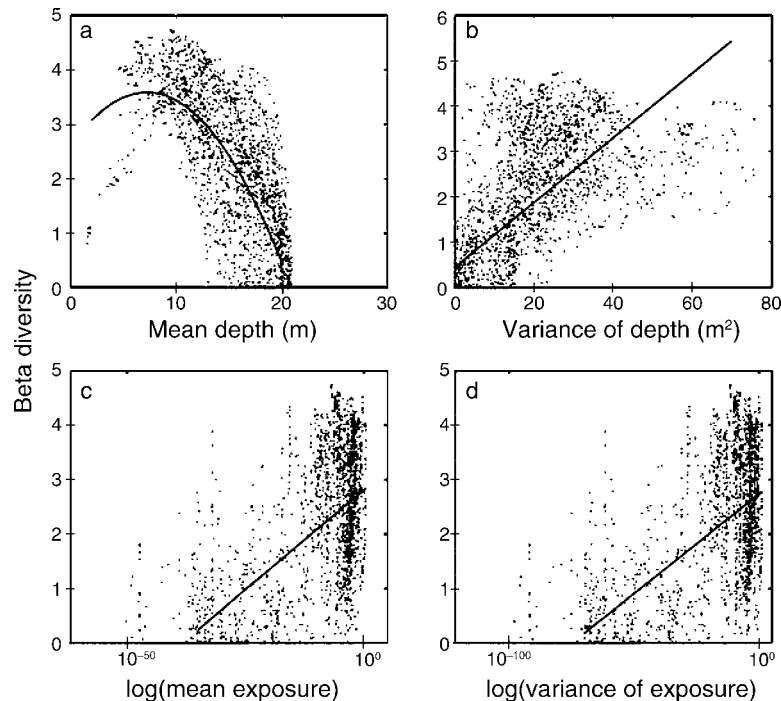 Beta diversity
a
5
4
3
2
1
0
0 10 20 30
Mean depth (m)
b
6
5
4
3
2
1
0
0 20 40 60 80
Variance of depth (m²)
c
5
4
3
2
1
0
10⁻⁵⁰ 10⁰
log(mean exposure)
d
5
4
3
2
1
0
10⁻¹⁰⁰ 10⁰
log(variance of exposure)